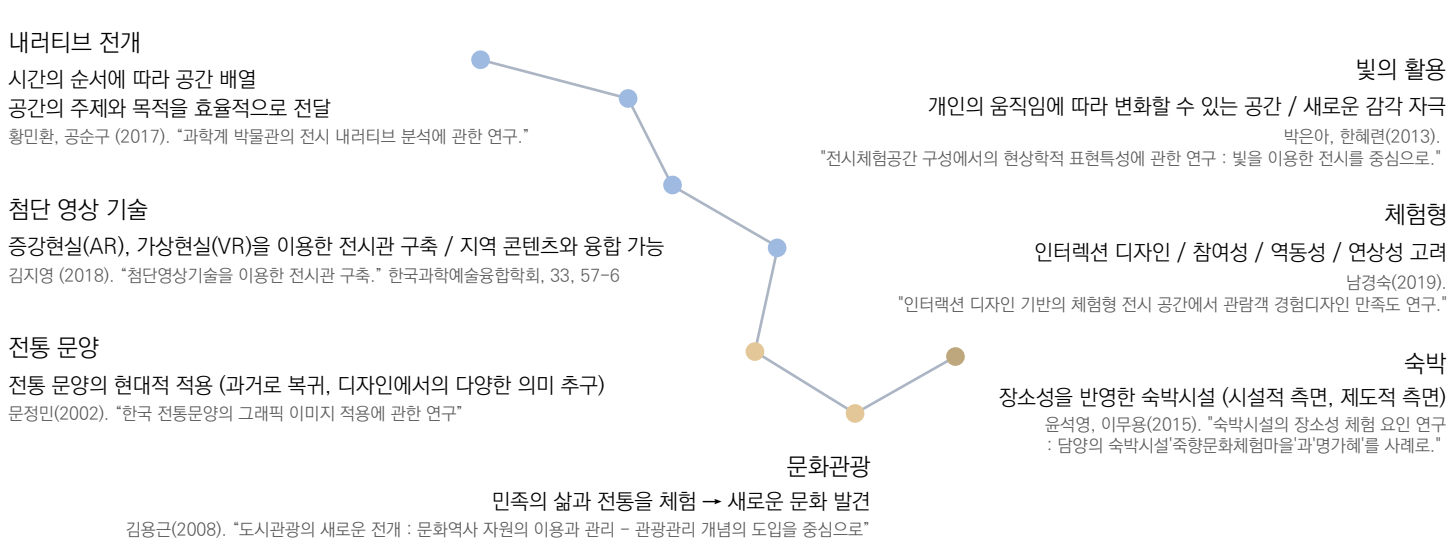 내러티브 전개
시간의 순서에 따라 공간 배열
공간의 주제와 목적을 효율적으로 전달
황민환, 공순구 (2017). “과학계 박물관의 전시 내러티브 분석에 관한 연구.”
첨단 영상 기술
증강현실(AR), 가상현실(VR)을 이용한 전시관 구축 / 지역 콘텐츠와 융합 가능
김지영 (2018). “첨단영상기술을 이용한 전시관 구축.” 한국과학예술융합학회, 33, 57-6
전통 문양
전통 문양의 현대적 적용 (과거로 복귀, 디자인에서의 다양한 의미 추구)
문정민(2002). “한국 전통문양의 그래픽 이미지 적용에 관한 연구”
문화관광
민족의 삶과 전통을 체험 → 새로운 문화 발견
김용근(2008). “도시관광의 새로운 전개 : 문화역사 자원의 이용과 관리 - 관광관리 개념의 도입을 중심으로”
빛의 활용
개인의 움직임에 따라 변화할 수 있는 공간 / 새로운 감각 자극
박은아, 한혜련(2013).
"전시체험공간 구성에서의 현상학적 표현특성에 관한 연구 : 빛을 이용한 전시를 중심으로."
체험형
인터렉션 디자인 / 참여성 / 역동성 / 연상성 고려
남경숙(2019).
"인터랙션 디자인 기반의 체험형 전시 공간에서 관람객 경험디자인 만족도 연구."
숙박
장소성을 반영한 숙박시설 (시설적 측면, 제도적 측면)
윤석영, 이무용(2015). "숙박시설의 장소성 체험 요인 연구
: 담양의 숙박시설'죽향문화체험마을'과'명가혜'를 사례로."